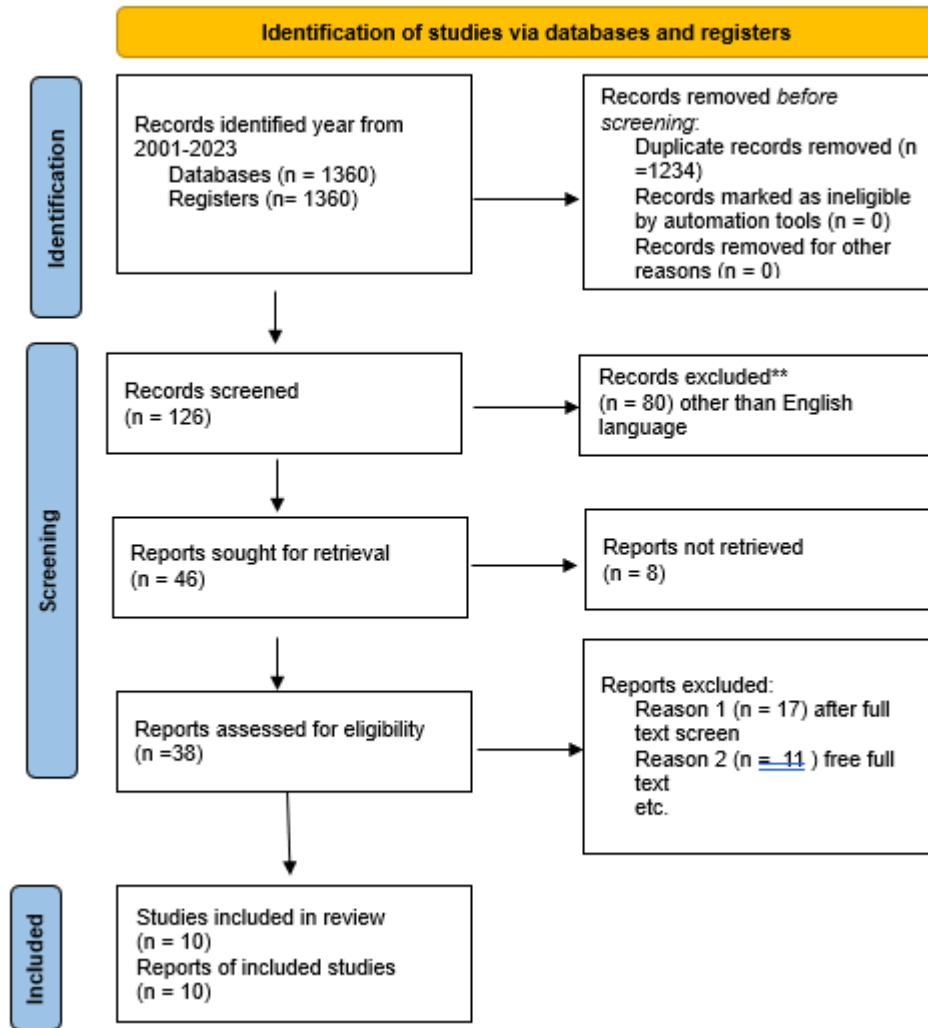 Identification of studies via databases and registers
Identification
Records identified year from
2001-2023
Databases (n = 1360)
Registers (n= 1360)
Records removed before
screening:
Duplicate records removed (n
=1234)
Records marked as ineligible
by automation tools (n = 0)
Records removed for other
reasons (n = 0)
Screening
Records screened
(n = 126)
Records excluded**
(n = 80) other than English
language
Reports sought for retrieval
(n = 46)
Reports not retrieved
(n = 8)
Reports assessed for eligibility
(n =38)
Reports excluded:
Reason 1 (n = 17) after full
text screen
Reason 2 (n = 11 ) free full
text
etc.
Included
Studies included in review
(n = 10)
Reports of included studies
(n = 10)